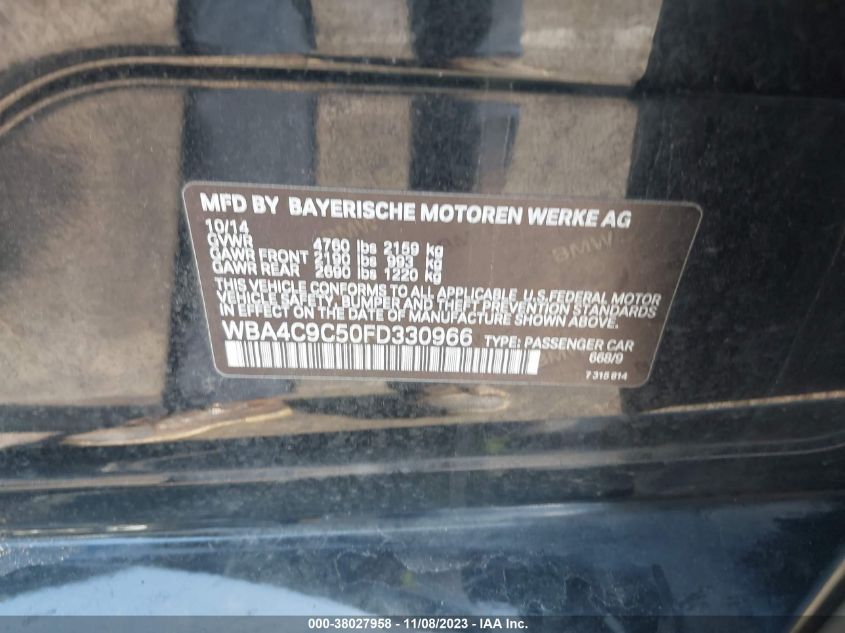 MFD BY BAYERISCHE MOTOREN WERKE AG
10/14
GVWR 4760 lbs 2159 kg
GAWR FRONT 2190 lbs 993 kg
GAWR REAR 2690 lbs 1220 kg
THIS VEHICLE CONFORMS TO ALL APPLICABLE U.S. FEDERAL MOTOR
VEHICLE SAFETY, BUMPER AND THEFT PREVENTION STANDARDS
IN EFFECT ON THE DATE OF MANUFACTURE SHOWN ABOVE.
WBA4C9C50FD330966 TYPE: PASSENGER CAR
668/9
7 315 814
BMW
BMW
000-38027958 - 11/08/2023 - IAA Inc.